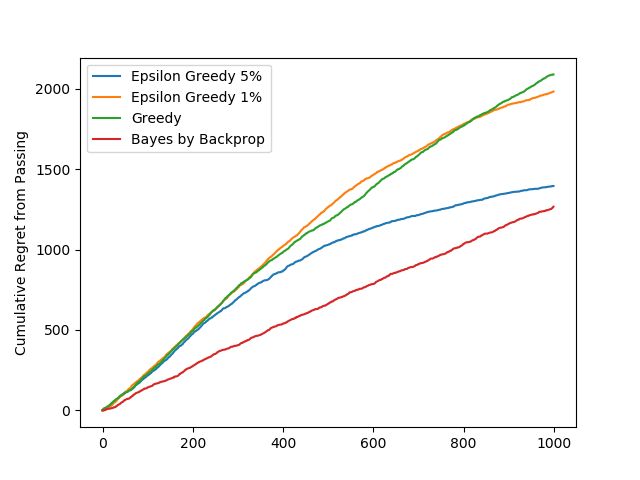 Epsilon Greedy 5%
Epsilon Greedy 1%
Greedy
Bayes by Backprop
Cumulative Regret from Passing
2000
1500
1000
500
0
0 200 400 600 800 1000